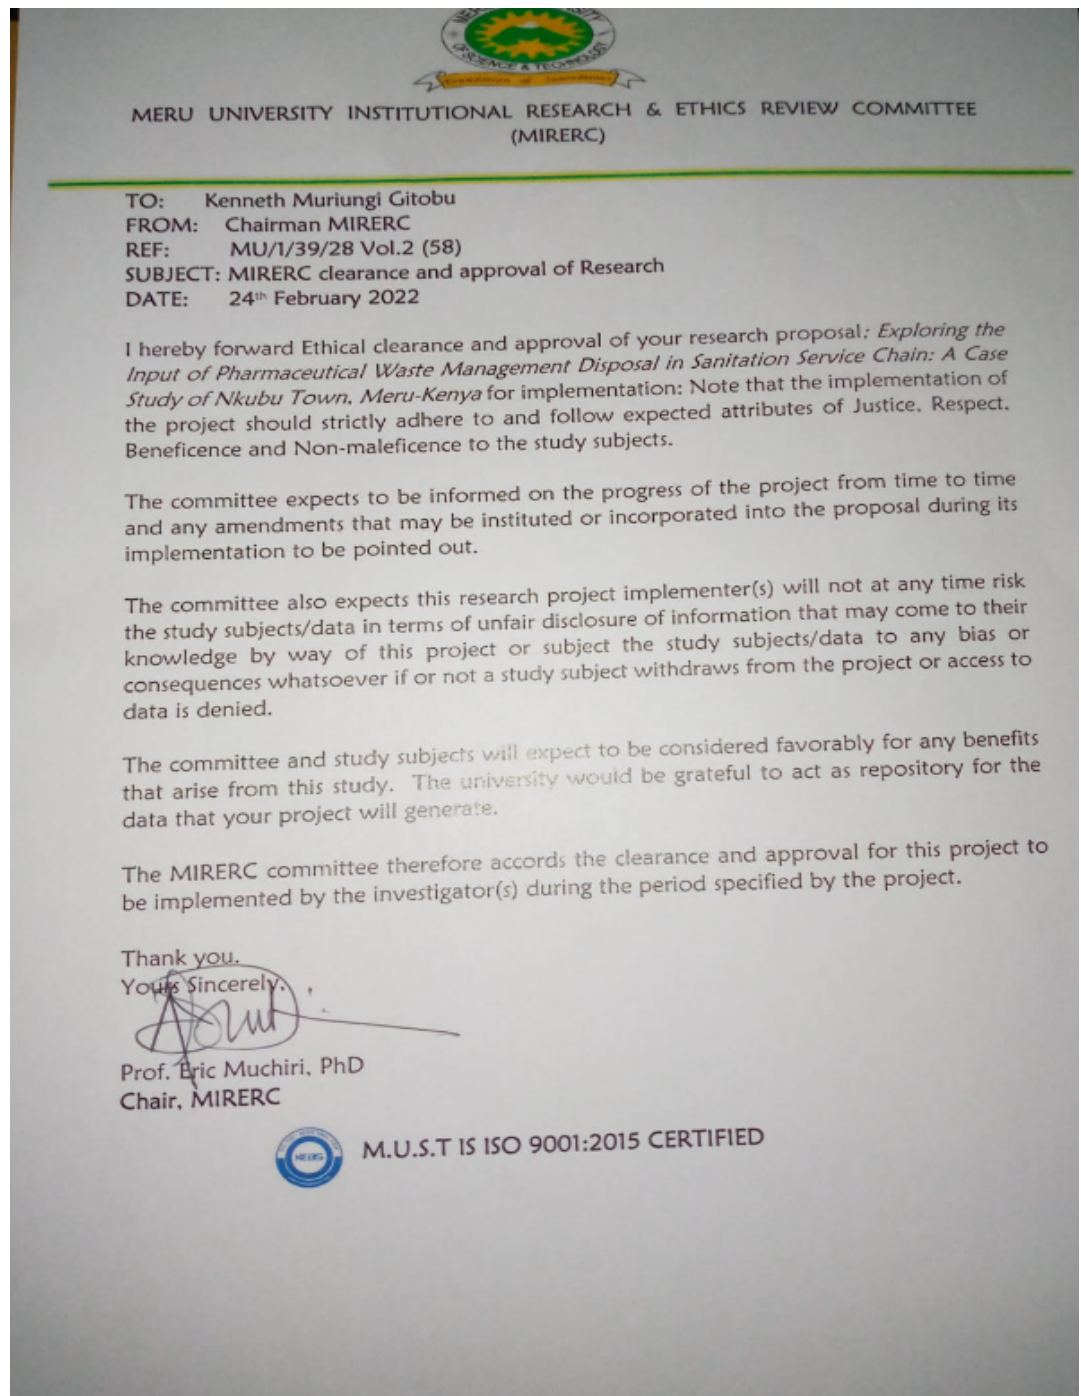 OF SCIENCE & TECHNOLOGY
Foundation of Innovations
MERU UNIVERSITY INSTITUTIONAL RESEARCH & ETHICS REVIEW COMMITTEE
(MIRERC)
TO: Kenneth Muriungi Gitobu
FROM: Chairman MIRERC
REF: MU/1/39/28 Vol.2 (58)
SUBJECT: MIRERC clearance and approval of Research
DATE: 24th February 2022
I hereby forward Ethical clearance and approval of your research proposal; Exploring the
Input of Pharmaceutical Waste Management Disposal in Sanitation Service Chain: A Case
Study of Nkubu Town, Meru-Kenya for implementation: Note that the implementation of
the project should strictly adhere to and follow expected attributes of Justice, Respect,
Beneficence and Non-maleficence to the study subjects.
The committee expects to be informed on the progress of the project from time to time
and any amendments that may be instituted or incorporated into the proposal during its
implementation to be pointed out.
The committee also expects this research project implementer(s) will not at any time risk
the study subjects/data in terms of unfair disclosure of information that may come to their
knowledge by way of this project or subject the study subjects/data to any bias or
consequences whatsoever if or not a study subject withdraws from the project or access to
data is denied.
The committee and study subjects will expect to be considered favorably for any benefits
that arise from this study. The university would be grateful to act as repository for the
data that your project will generate.
The MIRERC committee therefore accords the clearance and approval for this project to
be implemented by the investigator(s) during the period specified by the project.
Thank you.
Yours Sincerely,
Prof. Eric Muchiri, PhD
Chair, MIRERC
KEBS
M.U.S.T IS ISO 9001:2015 CERTIFIED